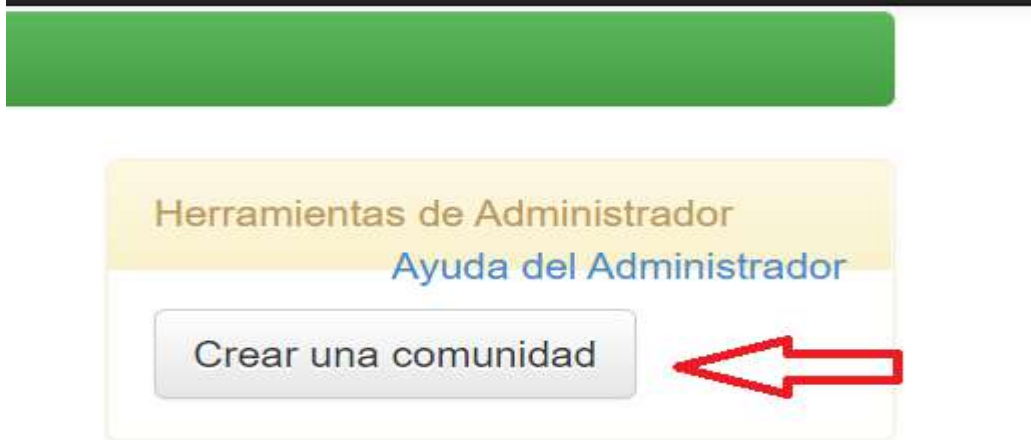 Herramientas de Administrador
Ayuda del Administrador
Crear una comunidad